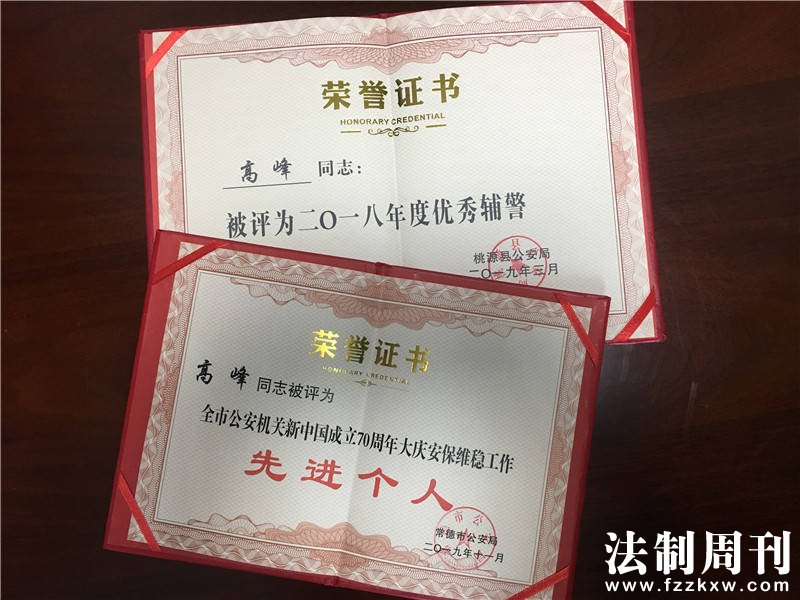 荣誉证书
HONORARY CREDENTIAL
高峰 同志：
被评为二〇一八年度优秀辅警
桃源县公安局
二〇一九年三月
荣誉证书
HONORARY CREDENTIAL
高峰 同志被评为
全市公安机关新中国成立70周年大庆安保维稳工作
先进个人
常德市公安局
二〇一九年十一月
法制周刊
www.fzzkxw.com